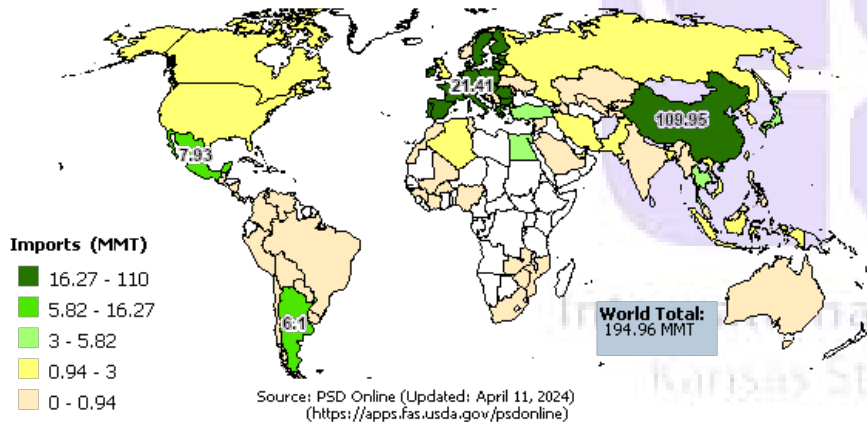 21.41
109.95
7.93
6.1
Imports (MMT)
16.27 - 110
5.82 - 16.27
3 - 5.82
0.94 - 3
0 - 0.94
World Total:
194.96 MMT
Source: PSD Online (Updated: April 11, 2024)
(https://apps.fas.usda.gov/psdonline)